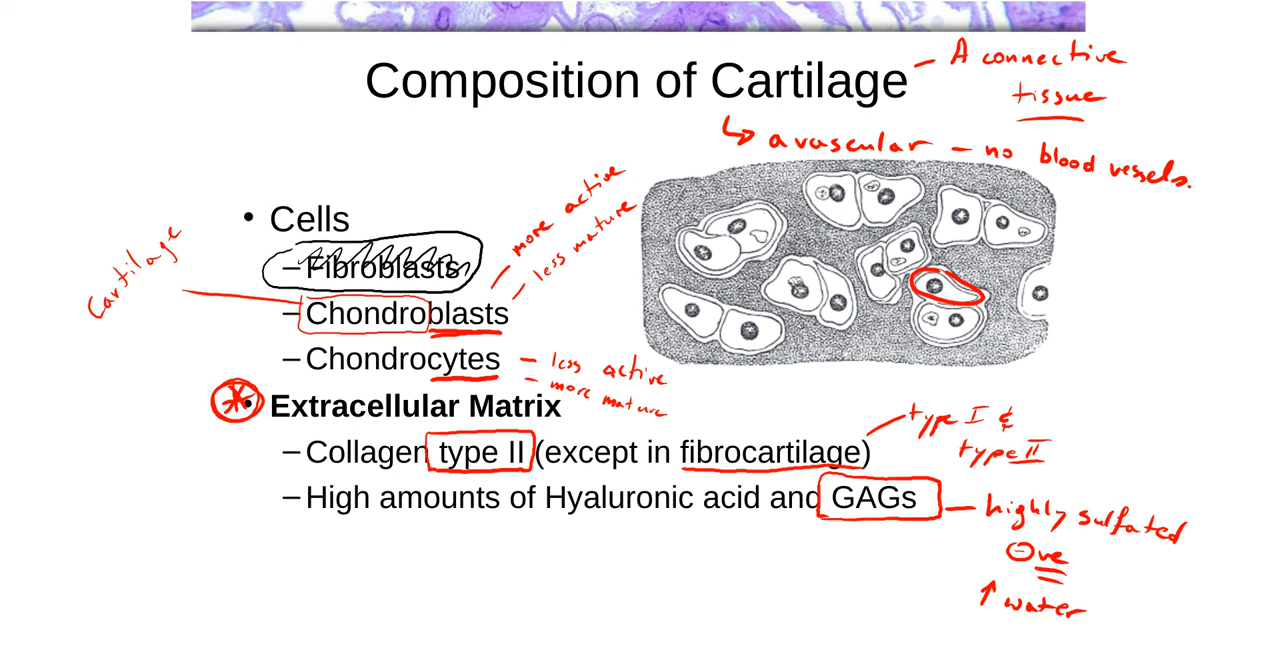 Composition of Cartilage
– A connective
tissue
↳ avascular – no blood vessels.
• Cells
– Fibroblasts
Cartilage
– Chondroblasts
– more active
– less mature
– Chondrocytes
– less active
– more mature
• Extracellular Matrix
– Collagen type II (except in fibrocartilage)
type I &
type II
– High amounts of Hyaluronic acid and GAGs
– highly sulfated
⊖ve
↑ water